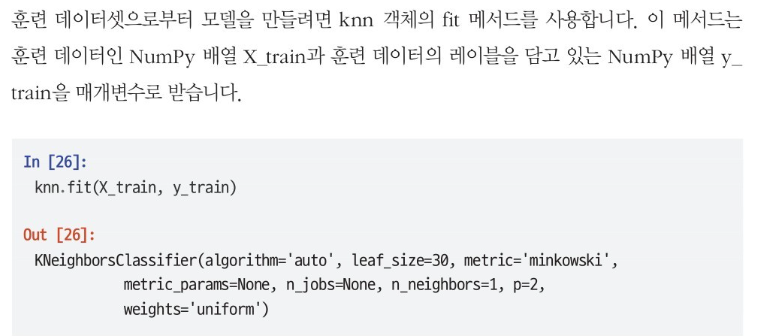 훈련 데이터셋으로부터 모델을 만들려면 knn 객체의 fit 메서드를 사용합니다. 이 메서드는
훈련 데이터인 NumPy 배열 X_train과 훈련 데이터의 레이블을 담고 있는 NumPy 배열 y_
train을 매개변수로 받습니다.
In [26]:
knn.fit(X_train, y_train)
Out [26]:
KNeighborsClassifier(algorithm='auto', leaf_size=30, metric='minkowski',
metric_params=None, n_jobs=None, n_neighbors=1, p=2,
weights='uniform')